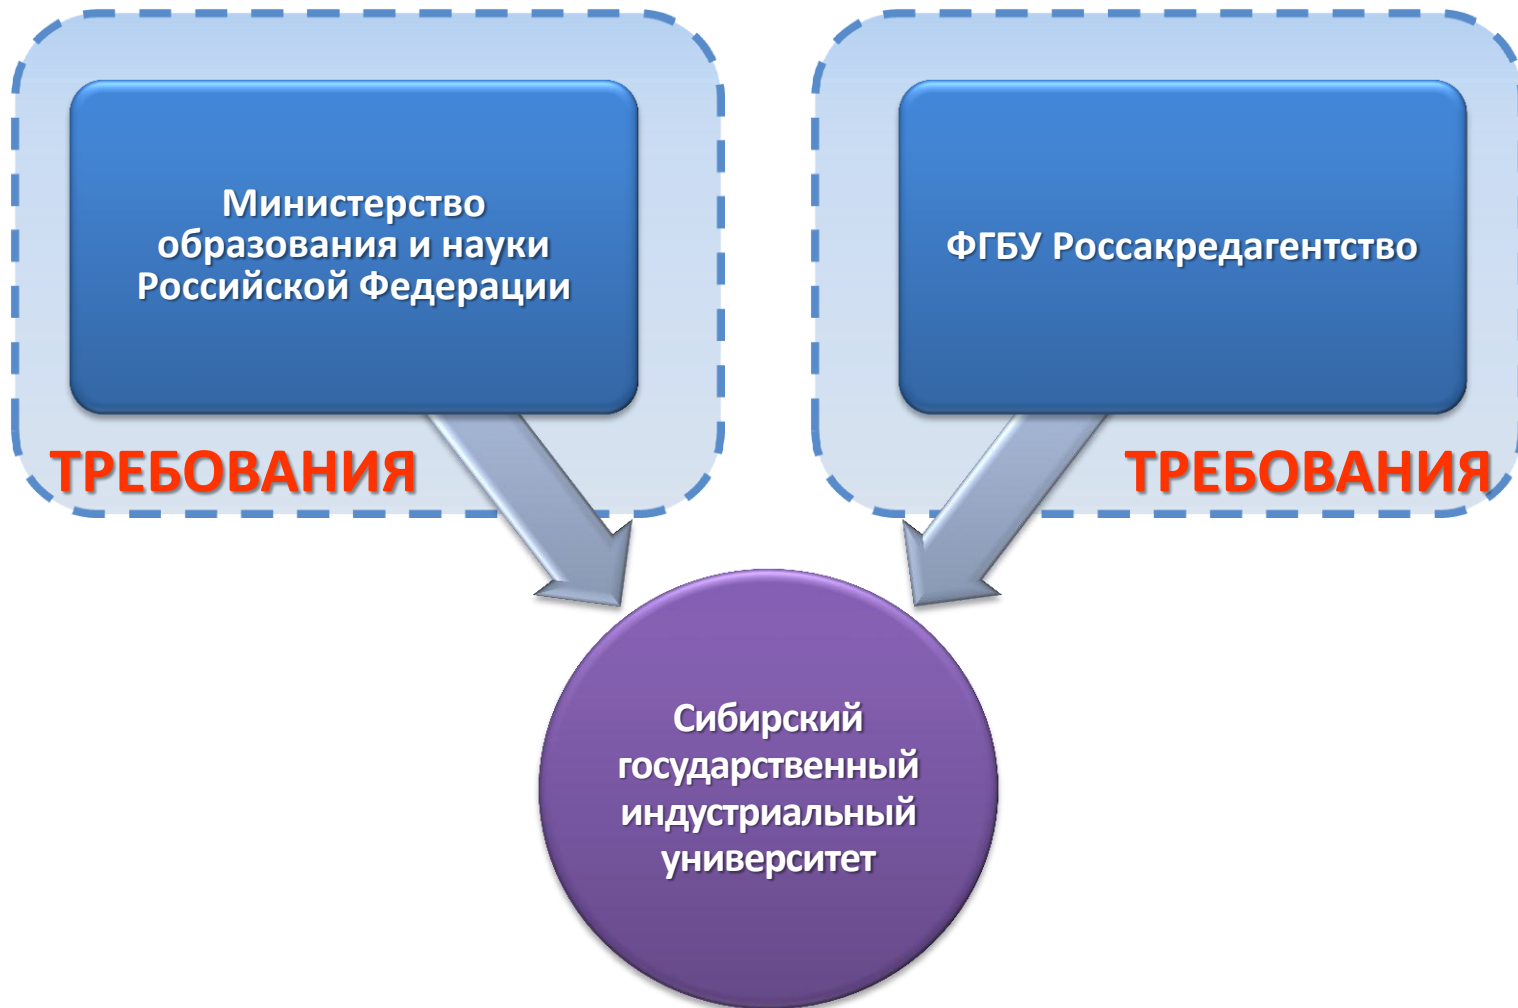 Министерство
образования и науки
Российской Федерации
ТРЕБОВАНИЯ
ФГБУ Россакредагентство
ТРЕБОВАНИЯ
Сибирский
государственный
индустриальный
университет